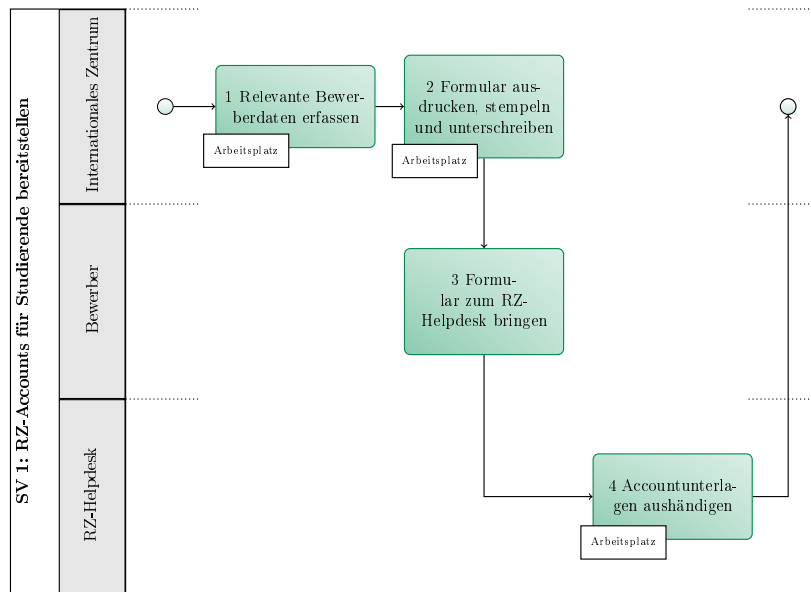 SV 1: RZ-Accounts für Studierende bereitstellen
Internationales Zentrum
1 Relevante Bewer-
berdaten erfassen
Arbeitsplatz
2 Formular aus-
drucken, stempeln
und unterschreiben
Arbeitsplatz
Bewerber
3 Formu-
lar zum RZ-
Helpdesk bringen
RZ-Helpdesk
4 Accountunterla-
gen aushändigen
Arbeitsplatz